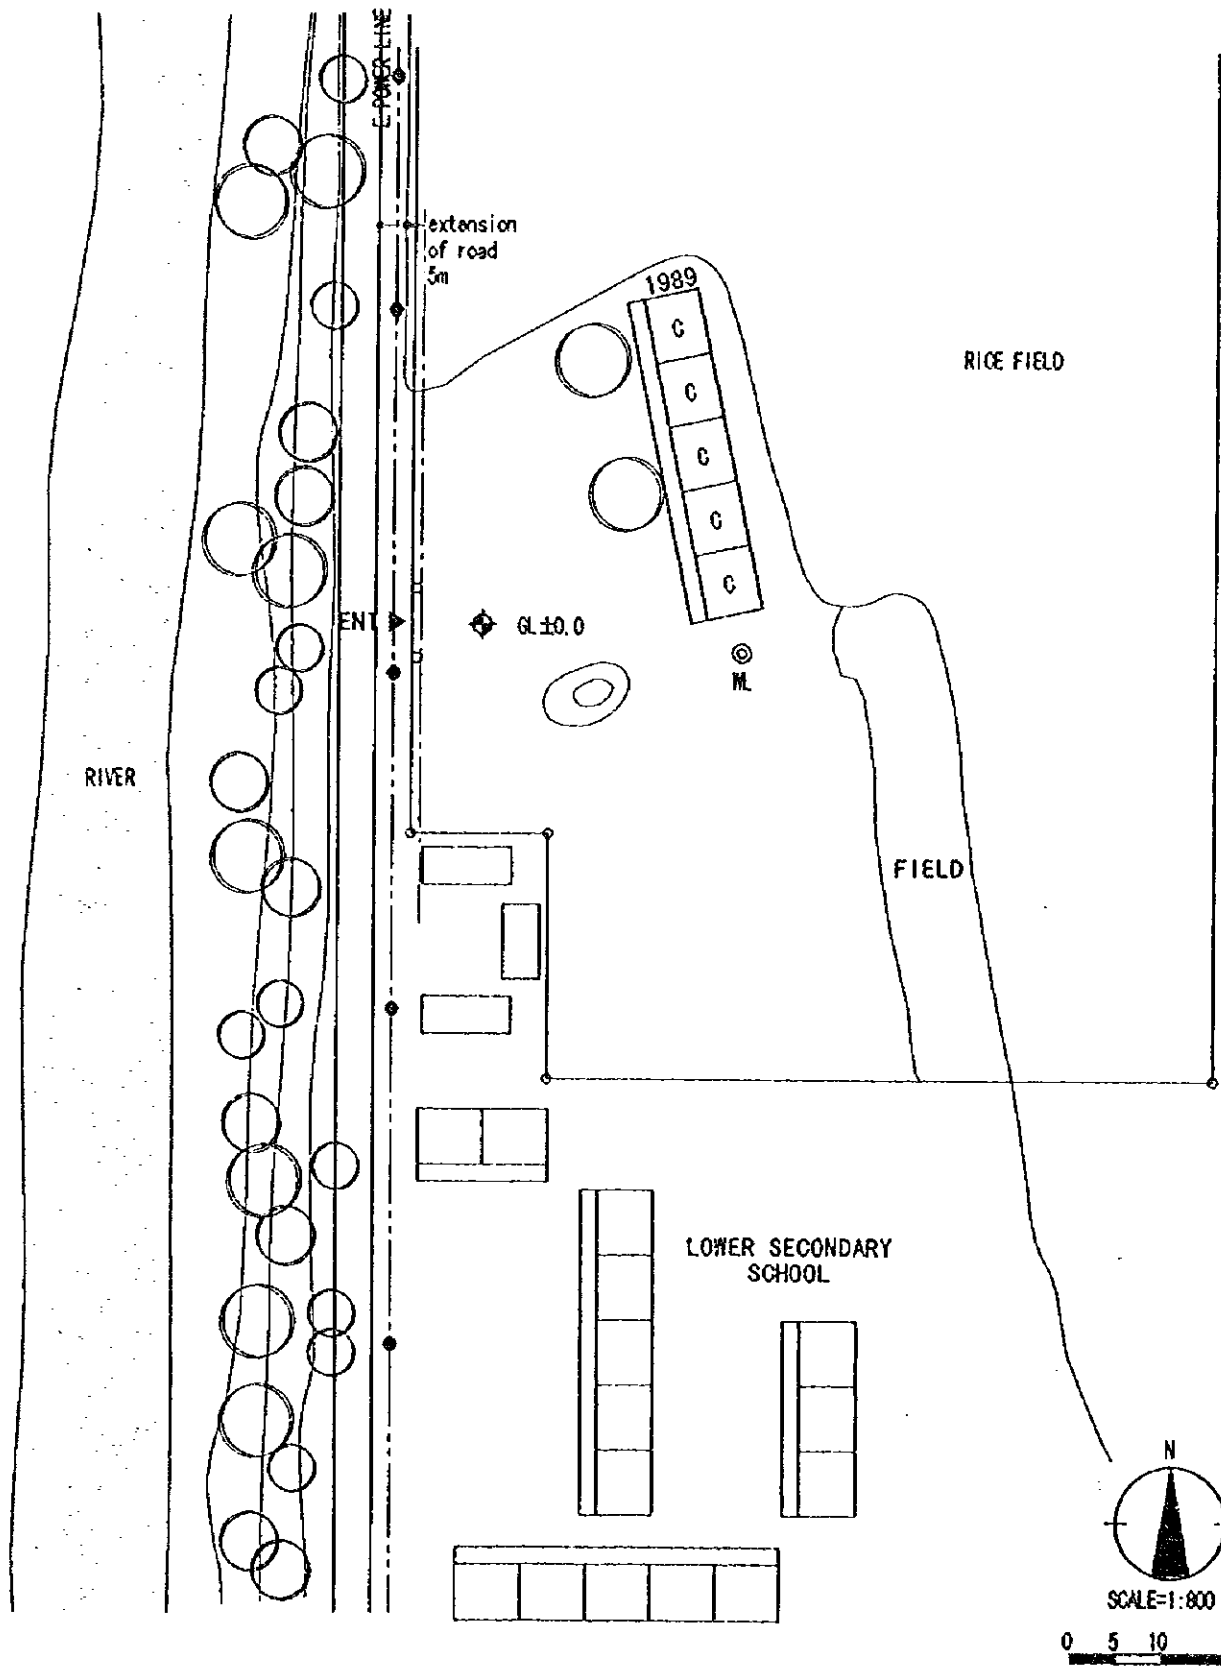 E.POWER LINE
extension
of road
5m
1989
C
RICE FIELD
C
C
C
C
ENT
GL±0.0
WL
RIVER
FIELD
LOWER SECONDARY
SCHOOL
N
SCALE=1:800
0 5 10